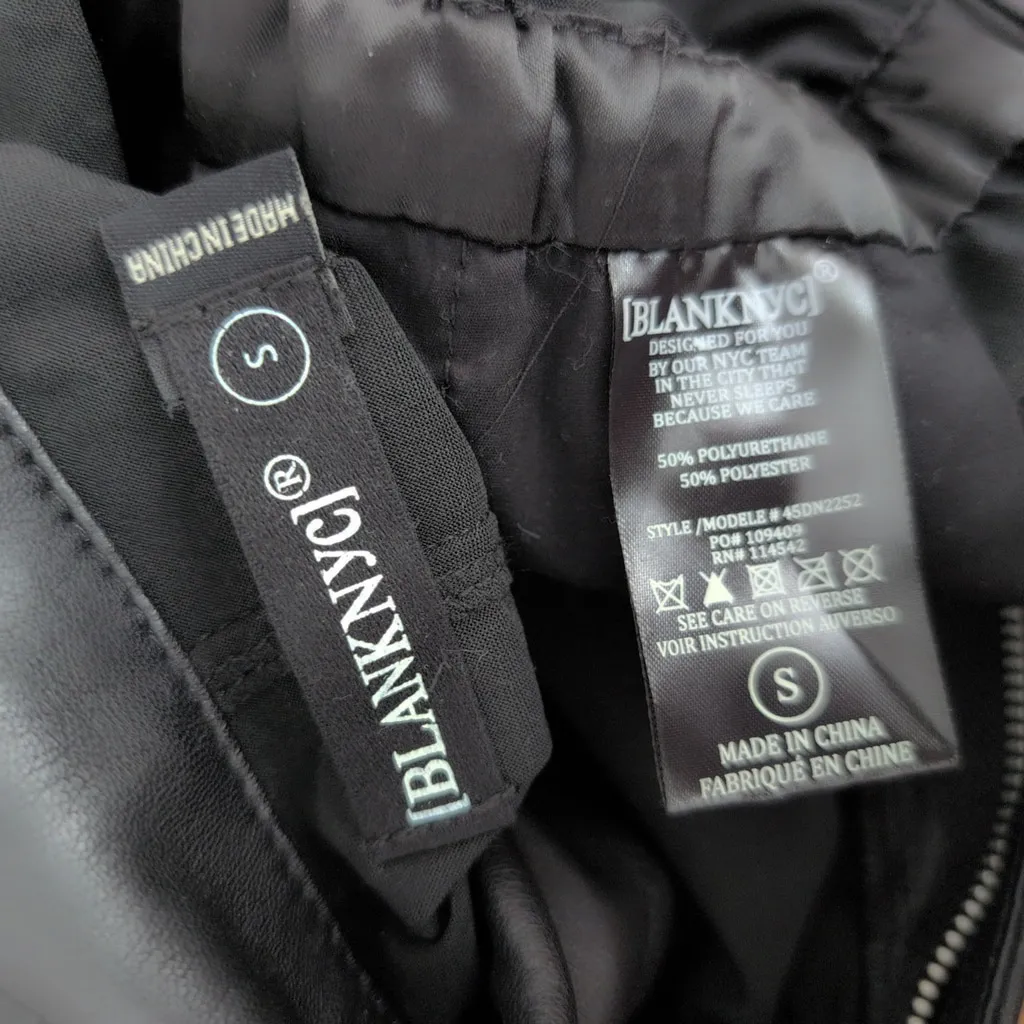 MADE IN CHINA
S
[BLANKNYC]®
[BLANKNYC]®
DESIGNED FOR YOU
BY OUR NYC TEAM
IN THE CITY THAT
NEVER SLEEPS
BECAUSE WE CARE
50% POLYURETHANE
50% POLYESTER
STYLE /MODELE # 45DN2252
PO# 109409
RN# 114542
SEE CARE ON REVERSE
VOIR INSTRUCTION AUVERSO
S
MADE IN CHINA
FABRIQUÉ EN CHINE